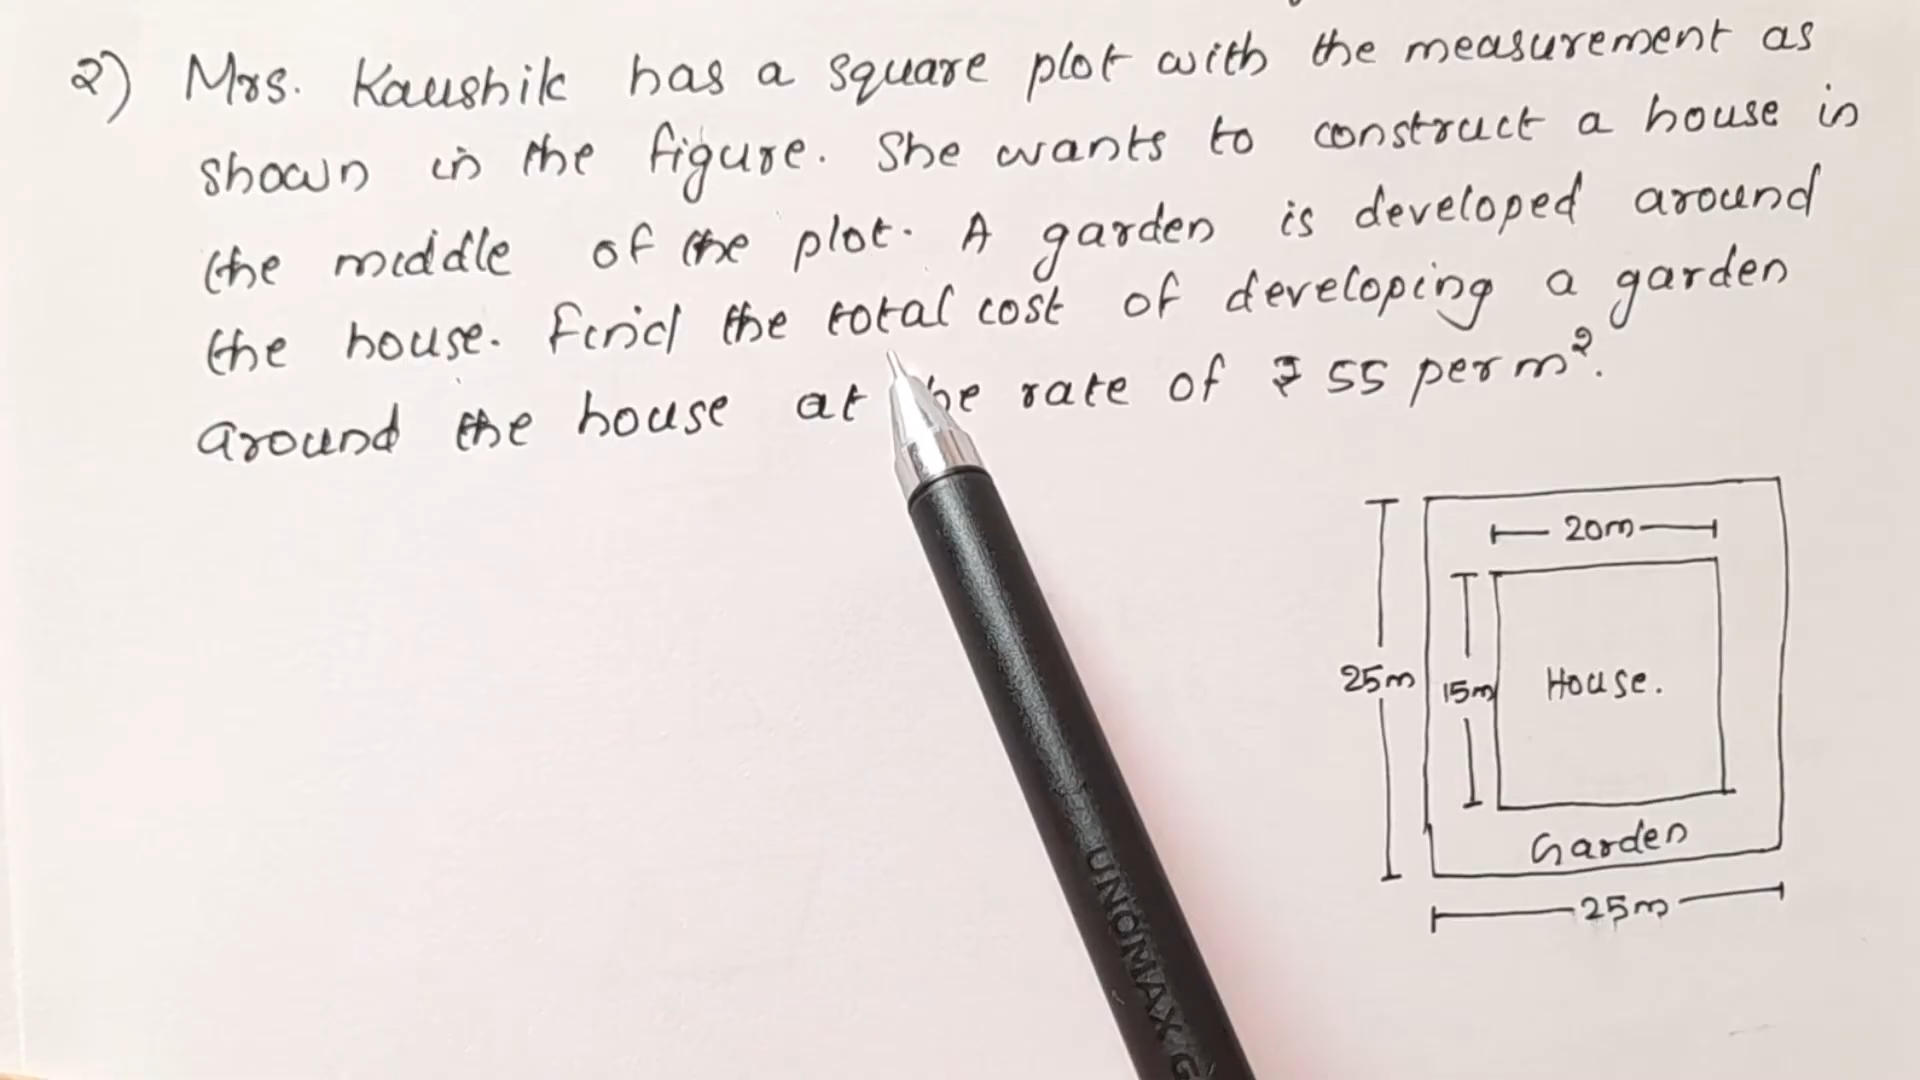 2) Mrs. Kaushik has a square plot with the measurement as
shown in the figure. She wants to construct a house in
the middle of the plot. A garden is developed around
the house. Find the total cost of developing a garden
around the house at the rate of ₹ 55 per m².
20m
25m
15m
House.
Garden
25m
UNOMAX G